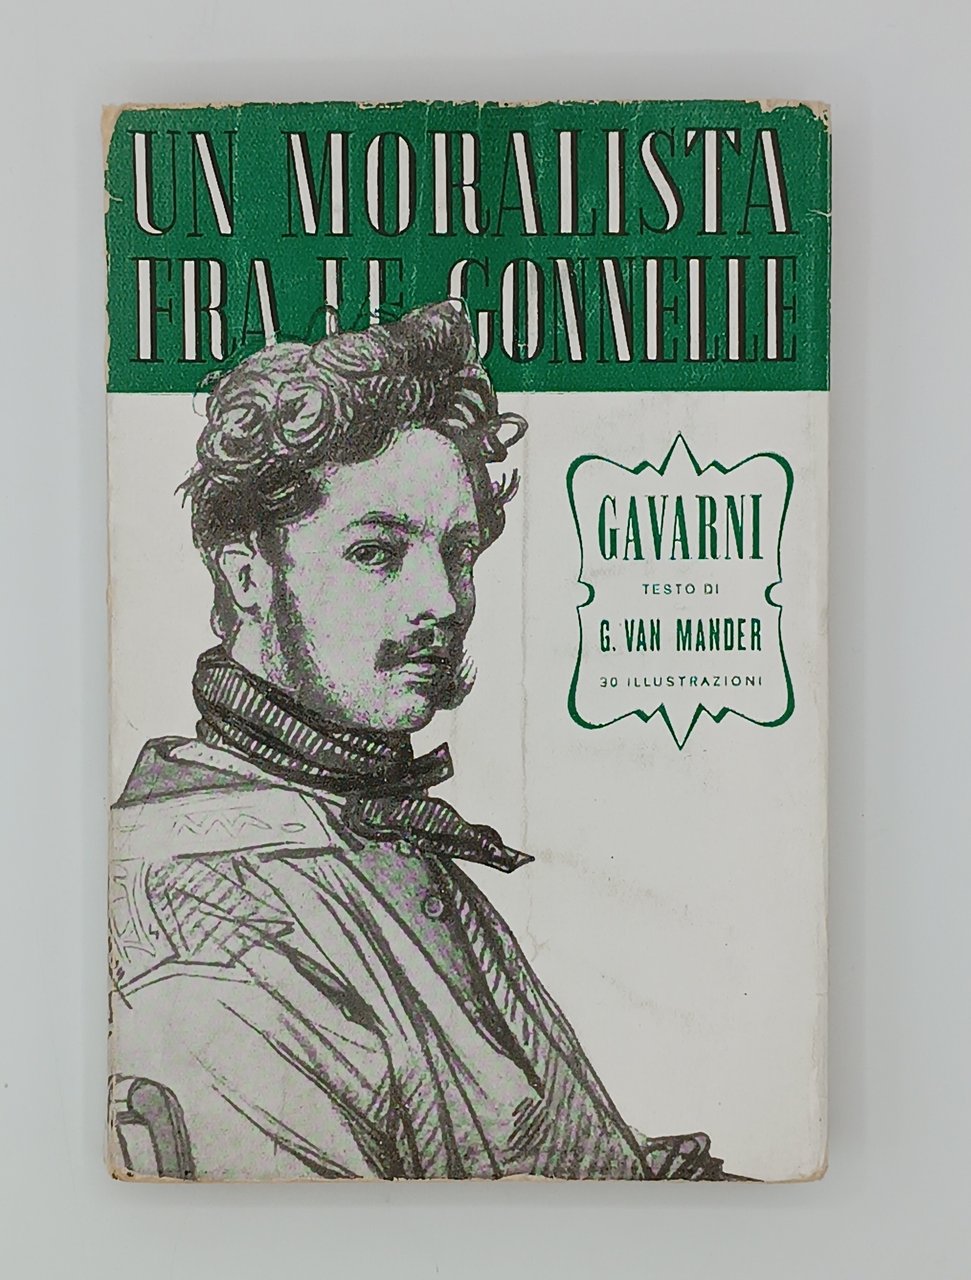 UN MORALISTA
FRA LE GONNELLE
GAVARNI
TESTO DI
G. VAN MANDER
30 ILLUSTRAZIONI